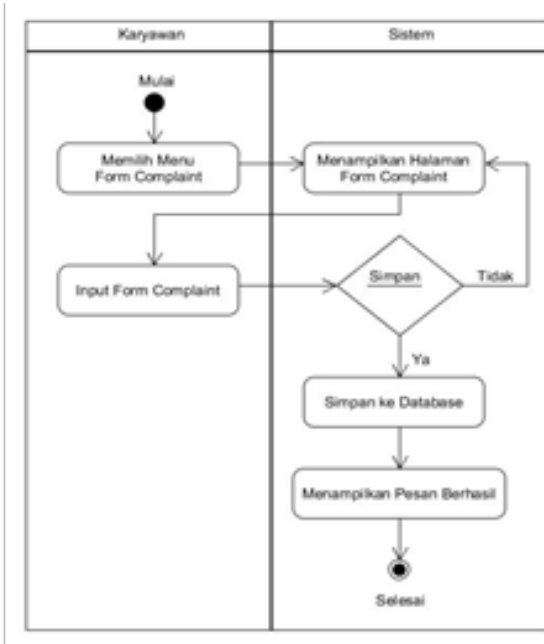 Karyawan
Sistem
Mulai
Memilih Menu
Form Complaint
Menampilkan Halaman
Form Complaint
Input Form Complaint
Simpan
Tidak
Ya
Simpan ke Database
Menampilkan Pesan Berhasil
Selesai